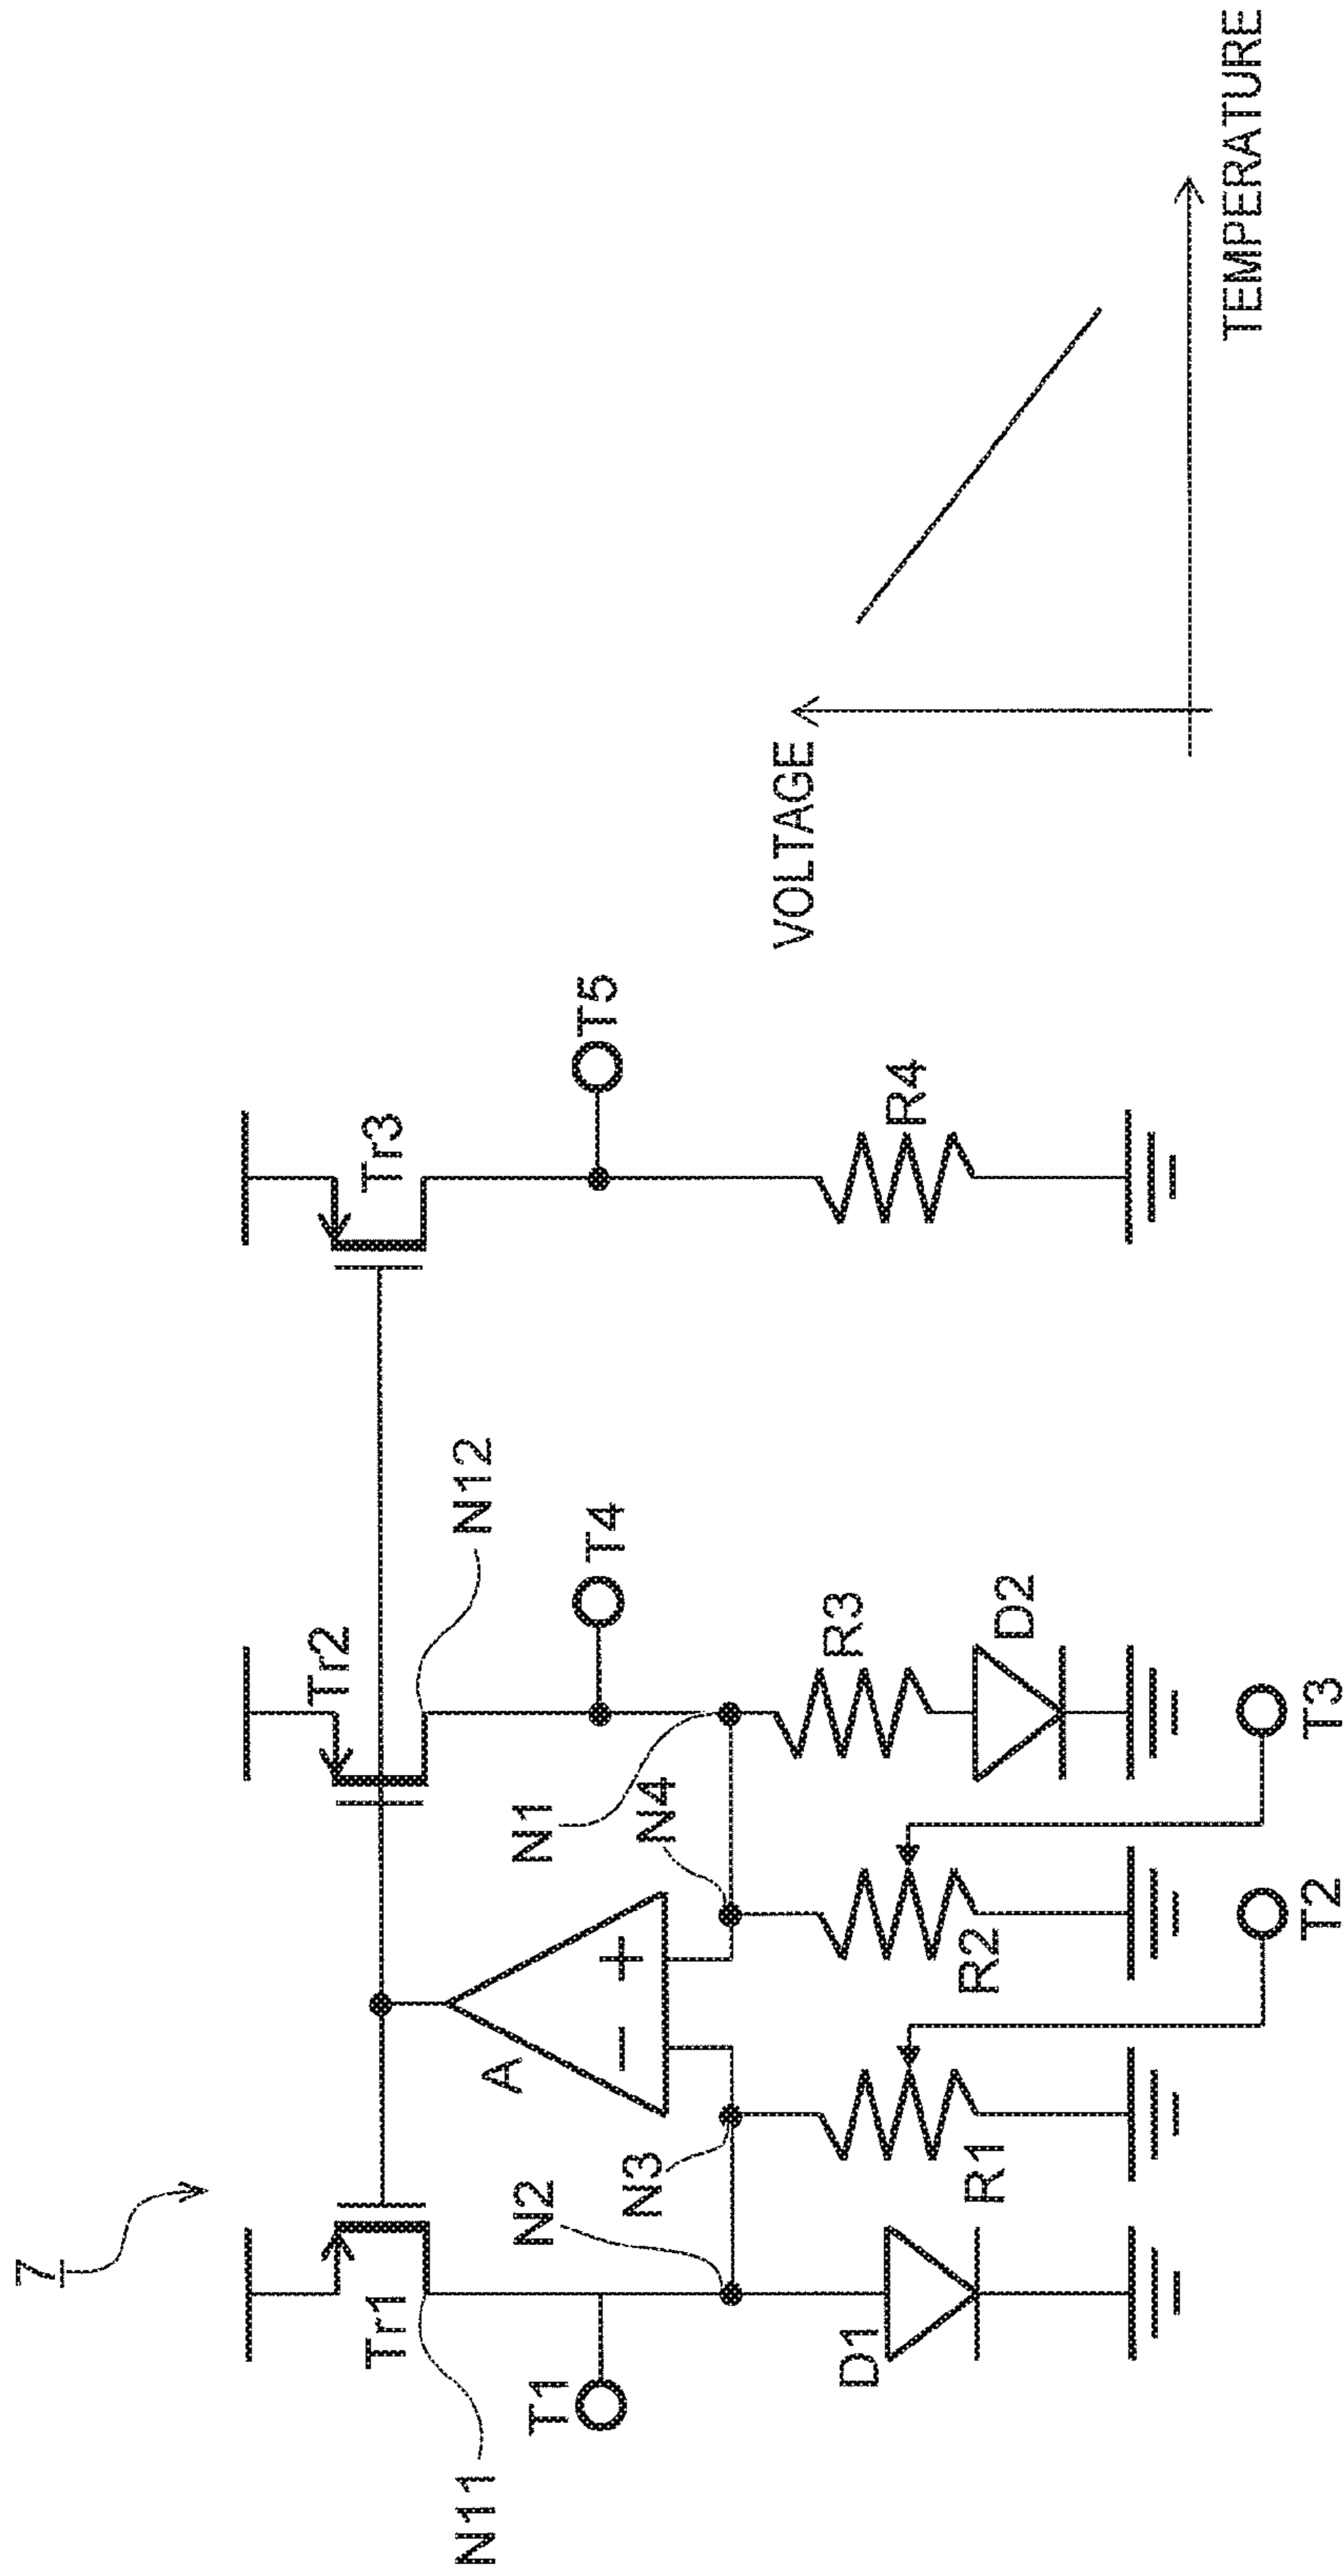 7
Tr1
Tr2
Tr3
N11
N12
T1
T4
T5
A
−
+
N2
N3
N1
N4
D1
R1
R2
R3
D2
R4
T2
T3
VOLTAGE
TEMPERATURE